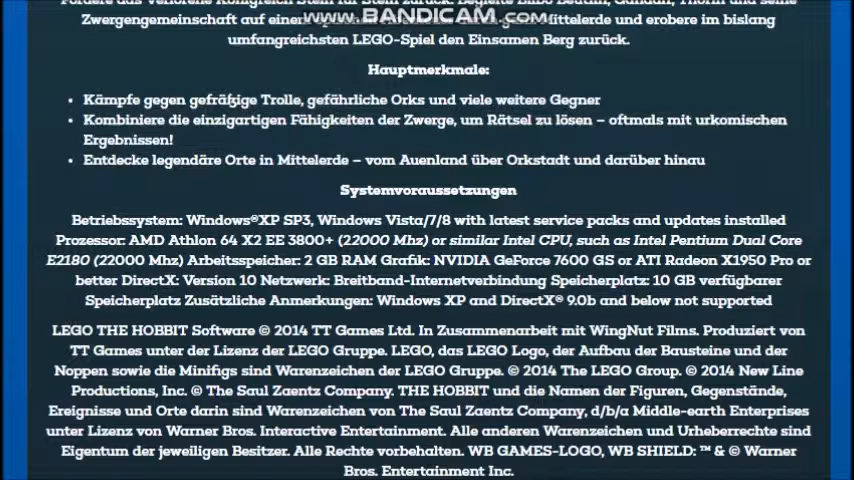 Zwergengemeinschaft auf einer
WWW.BANDICAM.COM
Mittelerde und erobere im bislang
umfangreichsten LEGO-Spiel den Einsamen Berg zurück.
Hauptmerkmale:
• Kämpfe gegen gefräßige Trolle, gefährliche Orks und viele weitere Gegner
• Kombiniere die einzigartigen Fähigkeiten der Zwerge, um Rätsel zu lösen – oftmals mit urkomischen
Ergebnissen!
• Entdecke legendäre Orte in Mittelerde – vom Auenland über Orkstadt und darüber hinau
Systemvoraussetzungen
Betriebssystem: Windows®XP SP3, Windows Vista/7/8 with latest service packs and updates installed
Prozessor: AMD Athlon 64 X2 EE 3800+ (22000 Mhz) or similar Intel CPU, such as Intel Pentium Dual Core
E2180 (22000 Mhz) Arbeitsspeicher: 2 GB RAM Grafik: NVIDIA GeForce 7600 GS or ATI Radeon X1950 Pro or
better DirectX: Version 10 Netzwerk: Breitband-Internetverbindung Speicherplatz: 10 GB verfügbar
Speicherplatz Zusätzliche Anmerkungen: Windows XP and DirectX® 9.0b and below not supported
LEGO THE HOBBIT Software © 2014 TT Games Ltd. In Zusammenarbeit mit WingNut Films. Produziert von
TT Games unter der Lizenz der LEGO Gruppe. LEGO, das LEGO Logo, der Aufbau der Bausteine und der
Noppen sowie die Minifigs sind Warenzeichen der LEGO Gruppe. © 2014 The LEGO Group. © 2014 New Line
Productions, Inc. © The Saul Zaentz Company. THE HOBBIT und die Namen der Figuren, Gegenstände,
Ereignisse und Orte darin sind Warenzeichen von The Saul Zaentz Company, d/b/a Middle-earth Enterprises
unter Lizenz von Warner Bros. Interactive Entertainment. Alle anderen Warenzeichen und Urheberrechte sind
Eigentum der jeweiligen Besitzer. Alle Rechte vorbehalten. WB GAMES-LOGO, WB SHIELD: ™ & © Warner
Bros. Entertainment Inc.